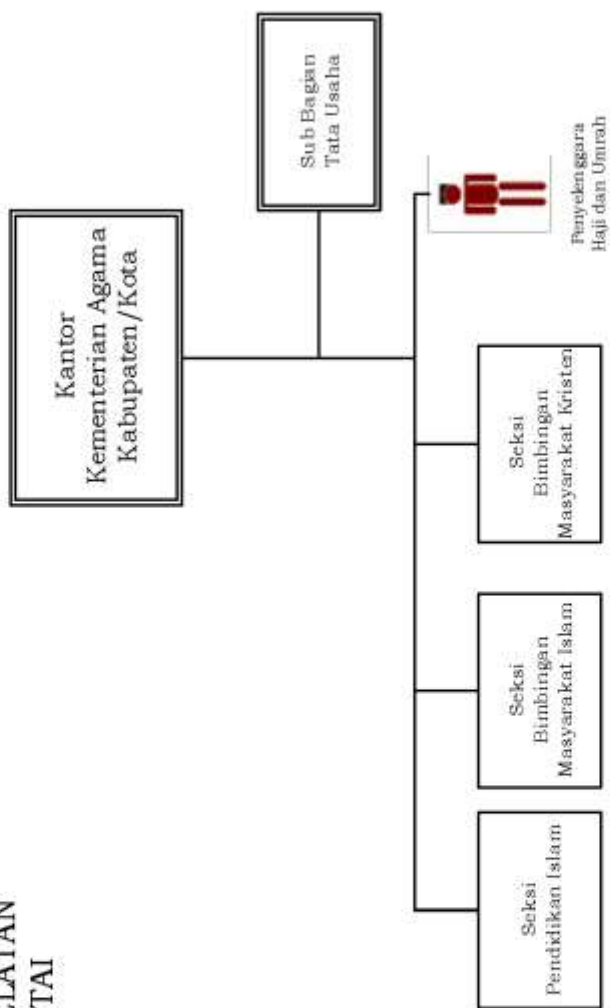 Kantor
Kementerian Agama
Kabupaten/Kota
Sub Bagian
Tata Usaha
Seksi
Pendidikan Islam
Seksi
Bimbingan
Masyarakat Islam
Seksi
Bimbingan
Masyarakat Kristen
Penyelenggara
Haji dan Umrah